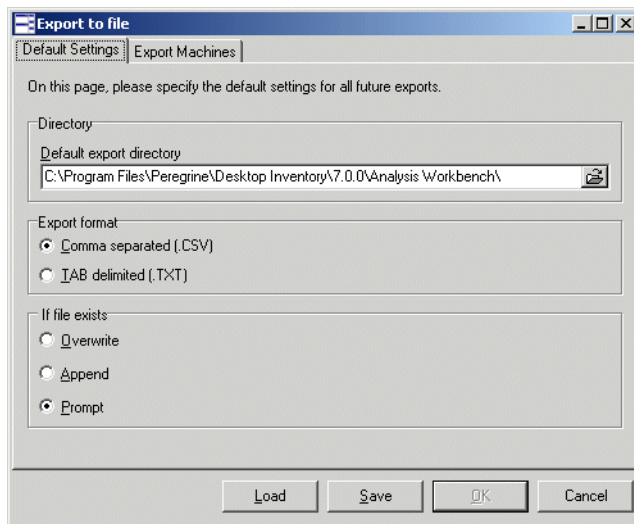 Export to file
Default Settings Export Machines
On this page, please specify the default settings for all future exports.
Directory
Default export directory
C:\Program Files\Peregrine\Desktop Inventory\7.0.0\Analysis Workbench\
Export format
Comma separated (.CSV)
TAB delimited (.TXT)
If file exists
Overwrite
Append
Prompt
Load Save OK Cancel